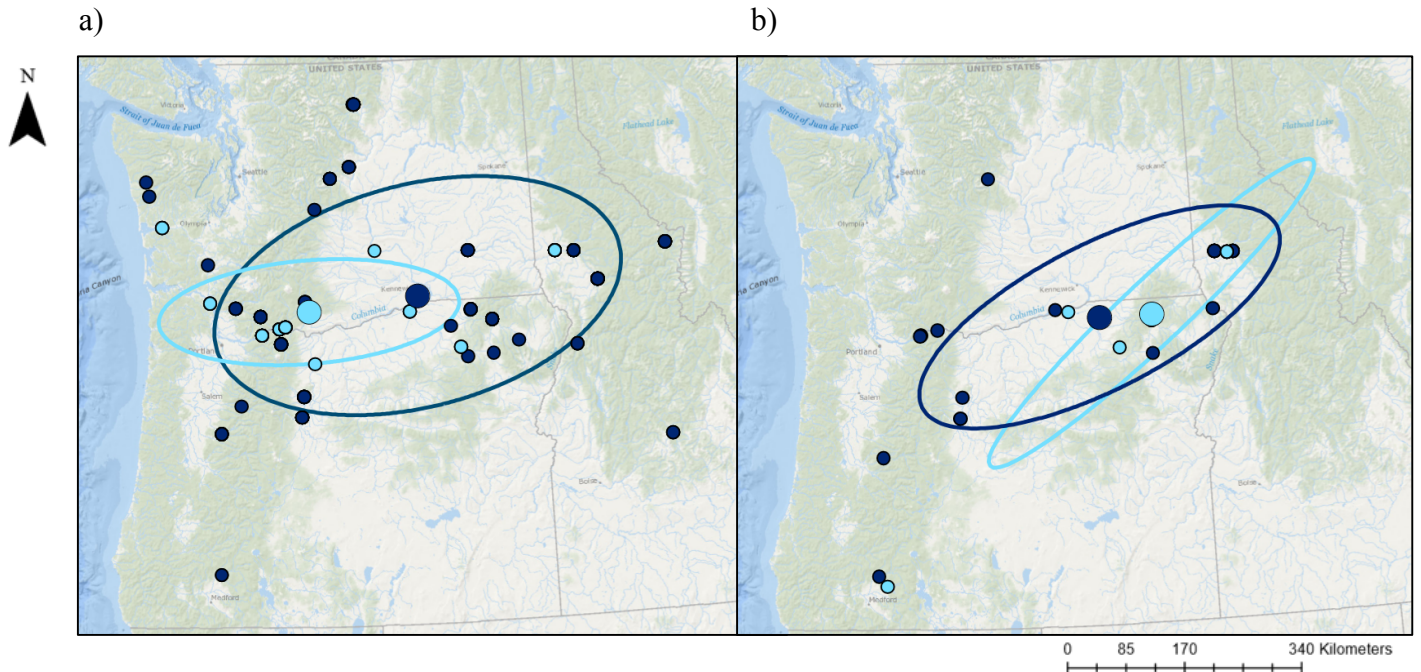 a)
b)
N
UNITED STATES
Victoria
Strait of Juan de Fuca
Seattle
Olympia
Spokane
Flathead Lake
Columbia
Portland
Salem
Boise
Medford
UNITED STATES
Victoria
Strait of Juan de Fuca
Seattle
Olympia
Spokane
Flathead Lake
Kennewick
Columbia
Portland
Salem
Boise
Medford
0 85 170 340 Kilometers